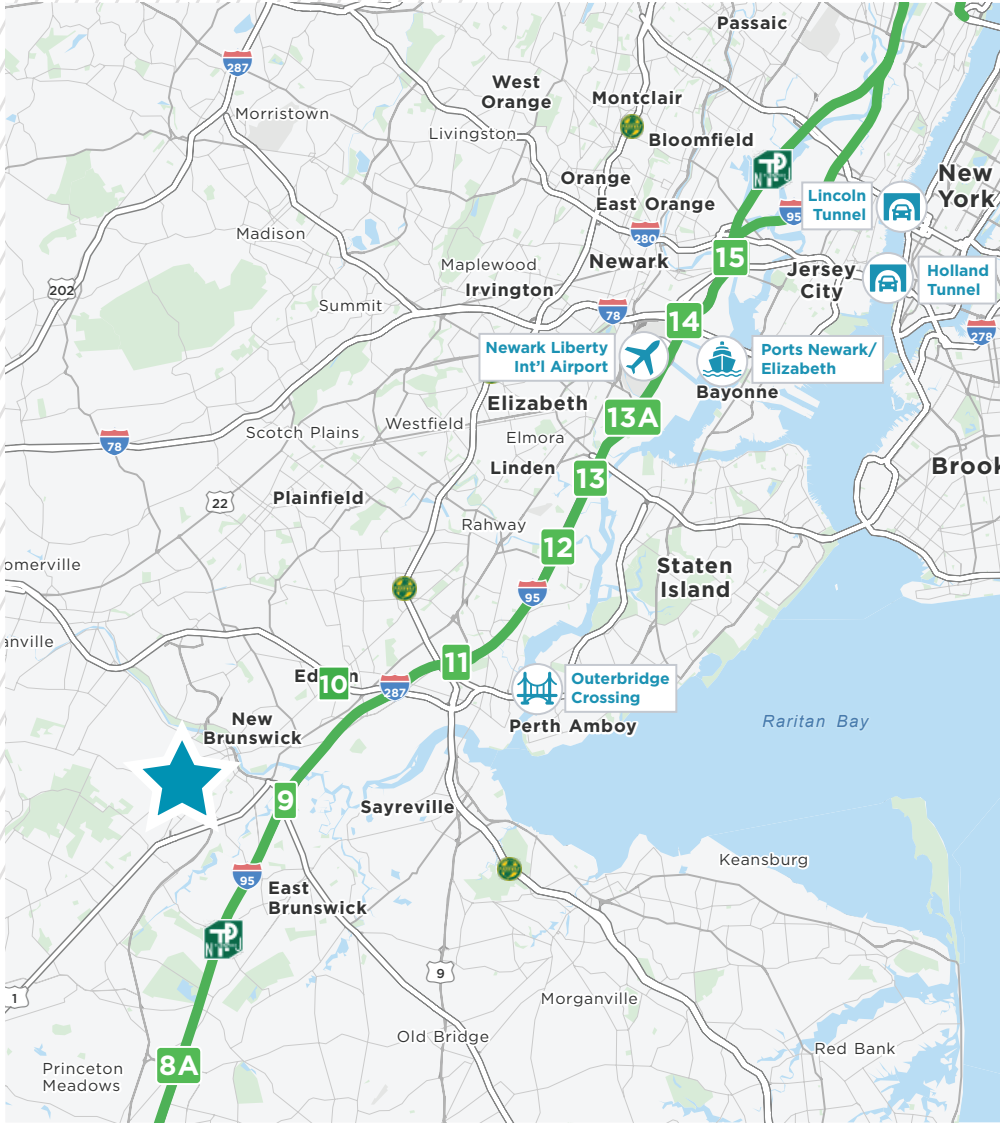 Passaic
287
West
Orange
Montclair
Morristown
Livingston
Bloomfield
Orange
New
York
Lincoln
Tunnel
95
East Orange
280
Madison
Newark
15
Maplewood
Jersey
City
Holland
Tunnel
Irvington
202
Summit
78
14
278
Newark Liberty
Int'l Airport
Ports Newark/
Elizabeth
Bayonne
Elizabeth
13A
Westfield
Scotch Plains
78
Elmora
Linden
13
Brook
Plainfield
22
Rahway
12
omerville
Staten
Island
95
anville
11
Ed
n
10
287
Outerbridge
Crossing
New
Brunswick
Perth Amboy
Raritan Bay
9
Sayreville
Keansburg
95
East
Brunswick
TP
N
J
9
1
Morganville
Old Bridge
Red Bank
8A
Princeton
Meadows